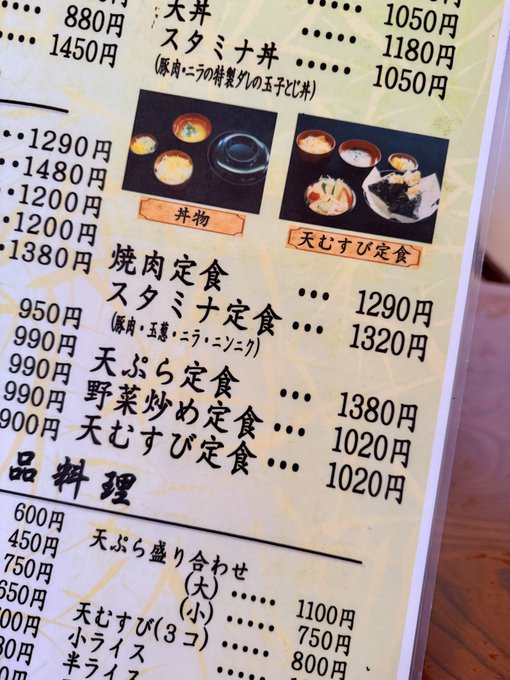 880円
1450円
天丼 ..... 1050円
スタミナ丼 ..... 1180円
(豚肉・ニラの特製ダレの玉子とじ丼) 1050円
1290円
1480円
1200円
1200円
1380円
丼物
天むすび定食
焼肉定食 ... 1290円
スタミナ定食 ... 1320円
(豚肉・玉葱・ニラ・ニンニク)
天ぷら定食 ... 1380円
野菜炒め定食 ... 1020円
天むすび定食 ... 1020円
950円
990円
990円
990円
900円
品料理
600円
450円
750円
650円
天ぷら盛り合わせ
(大) ..... 1100円
(小) ..... 750円
天むすび(3コ) ..... 800円
小ライス
半ライス